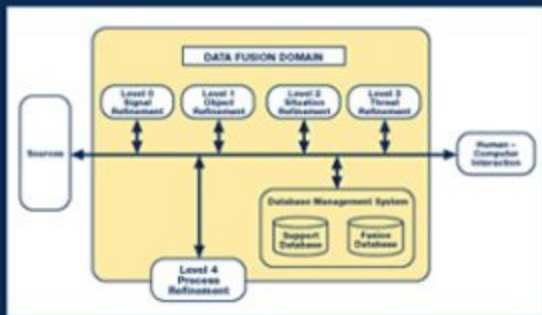 DATA FUSION DOMAIN
Level 0
Signal
Refinement
Level 1
Object
Refinement
Level 2
Situation
Refinement
Level 3
Threat
Refinement
Sources
Human –
Computer
Interaction
Database Management System
Support
Database
Fusion
Database
Level 4
Process
Refinement